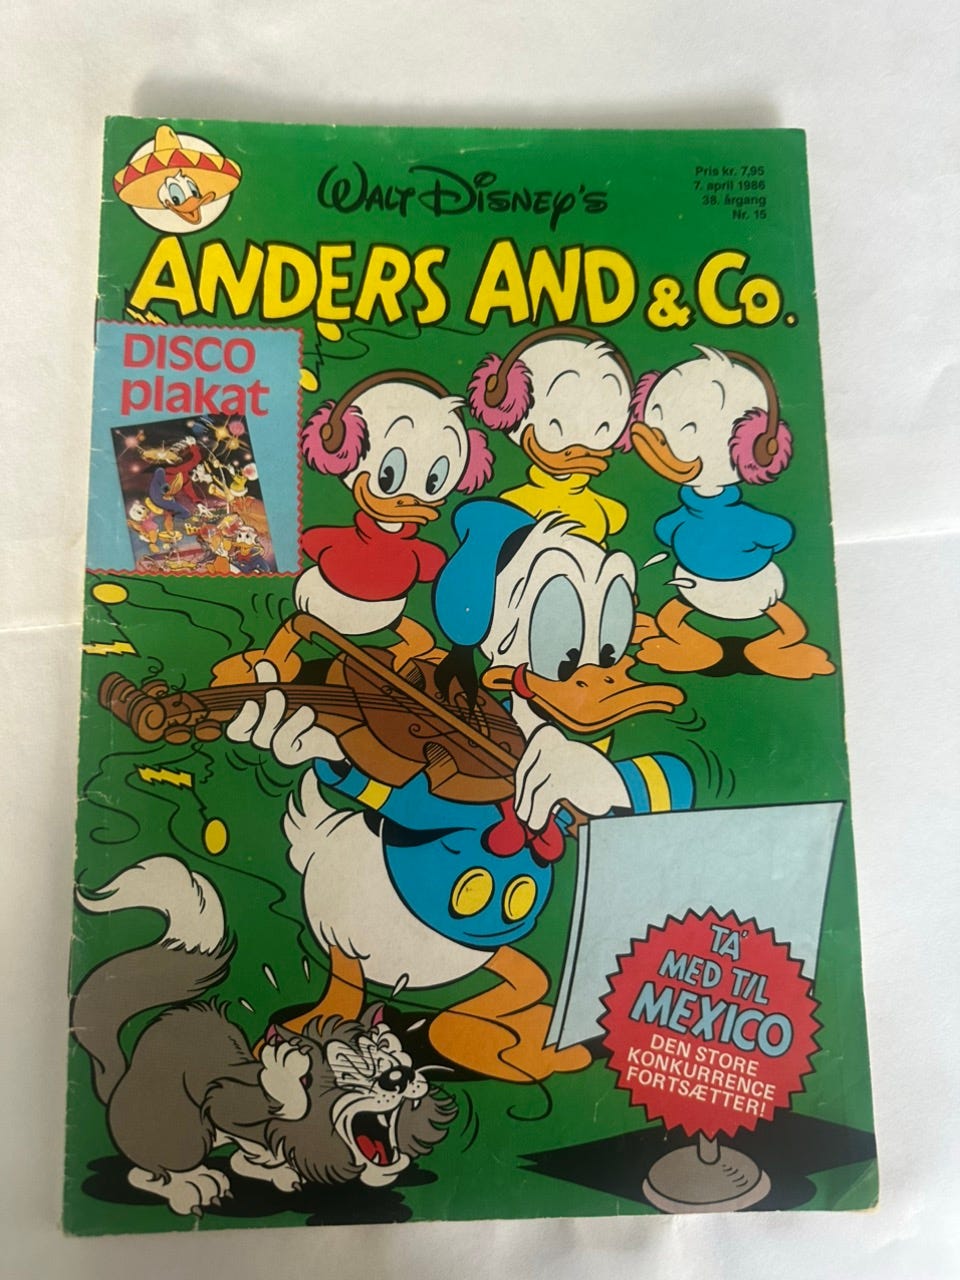 WALT DISNEY'S
Pris kr. 7,95
7. april 1986
38. årgang
Nr. 15
ANDERS AND & Co.
DISCO
plakat
TA'
MED TIL
MEXICO
DEN STORE
KONKURRENCE
FORTSÆTTER!